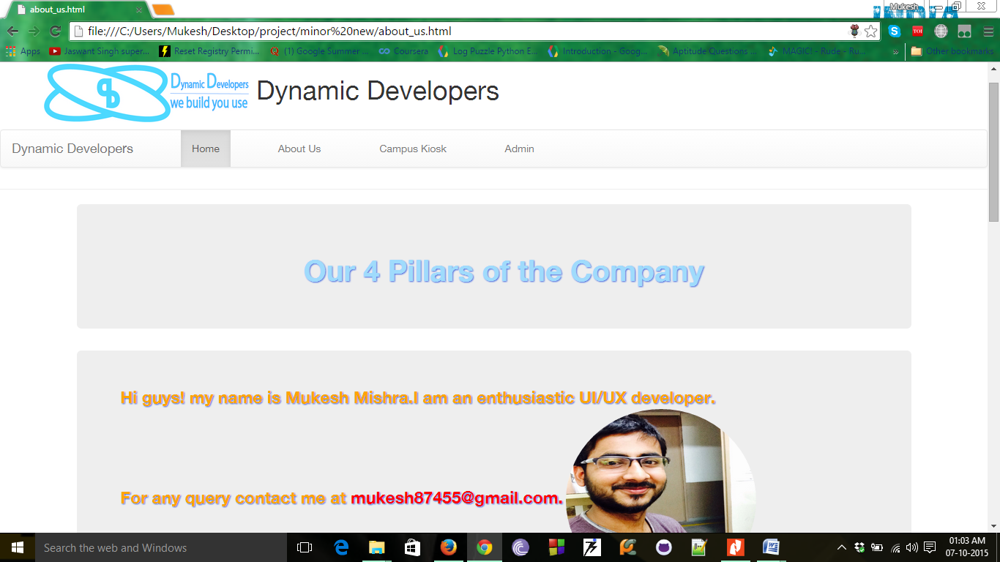 about_us.html
Mukesh
file:///C:/Users/Mukesh/Desktop/project/minor%20new/about_us.html
TOI
Apps
Jaswant Singh super...
Reset Registry Permi...
(1) Google Summer ...
Coursera
Log Puzzle Python E...
Introduction - Goog...
Aptitude Questions ...
MAGIC! - Rude - Ru...
»
Other bookmarks
Dynamic Developers
we build you use
Dynamic Developers
Dynamic Developers
Home
About Us
Campus Kiosk
Admin
Our 4 Pillars of the Company
Hi guys! my name is Mukesh Mishra.I am an enthusiastic UI/UX developer.
For any query contact me at mukesh87455@gmail.com.
Search the web and Windows
01:03 AM
07-10-2015